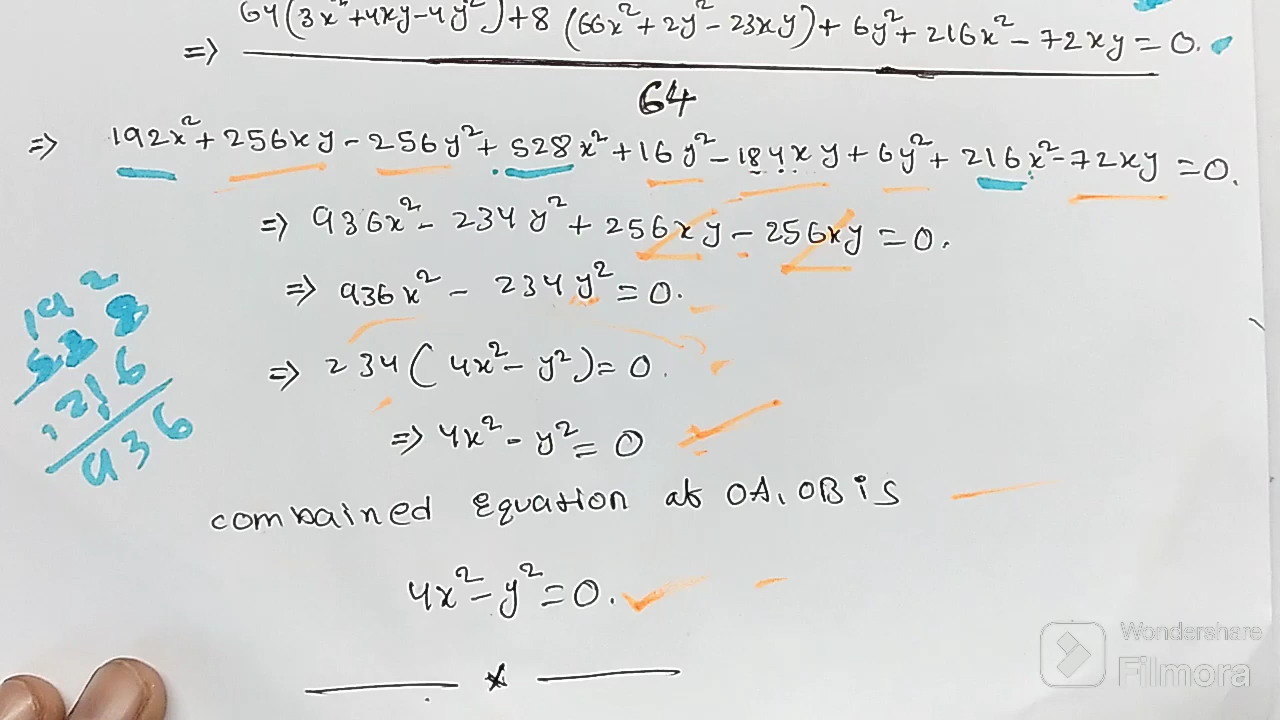 => 64(3x²+4xy-4y²)+8(66x²+2y²-23xy)+6y²+216x²-72xy=0.
64
=> 192x²+256xy-256y²+528x²+16y²-184xy+6y²+216x²-72xy=0.
=> 936x²-234y²+256xy-256xy=0.
=> 936x²-234y²=0.
=> 234(4x²-y²)=0.
=> 4x²-y²=0
combained Equation at OA, OB is
4x²-y²=0.
192
528
216
936
Wondershare
Filmora